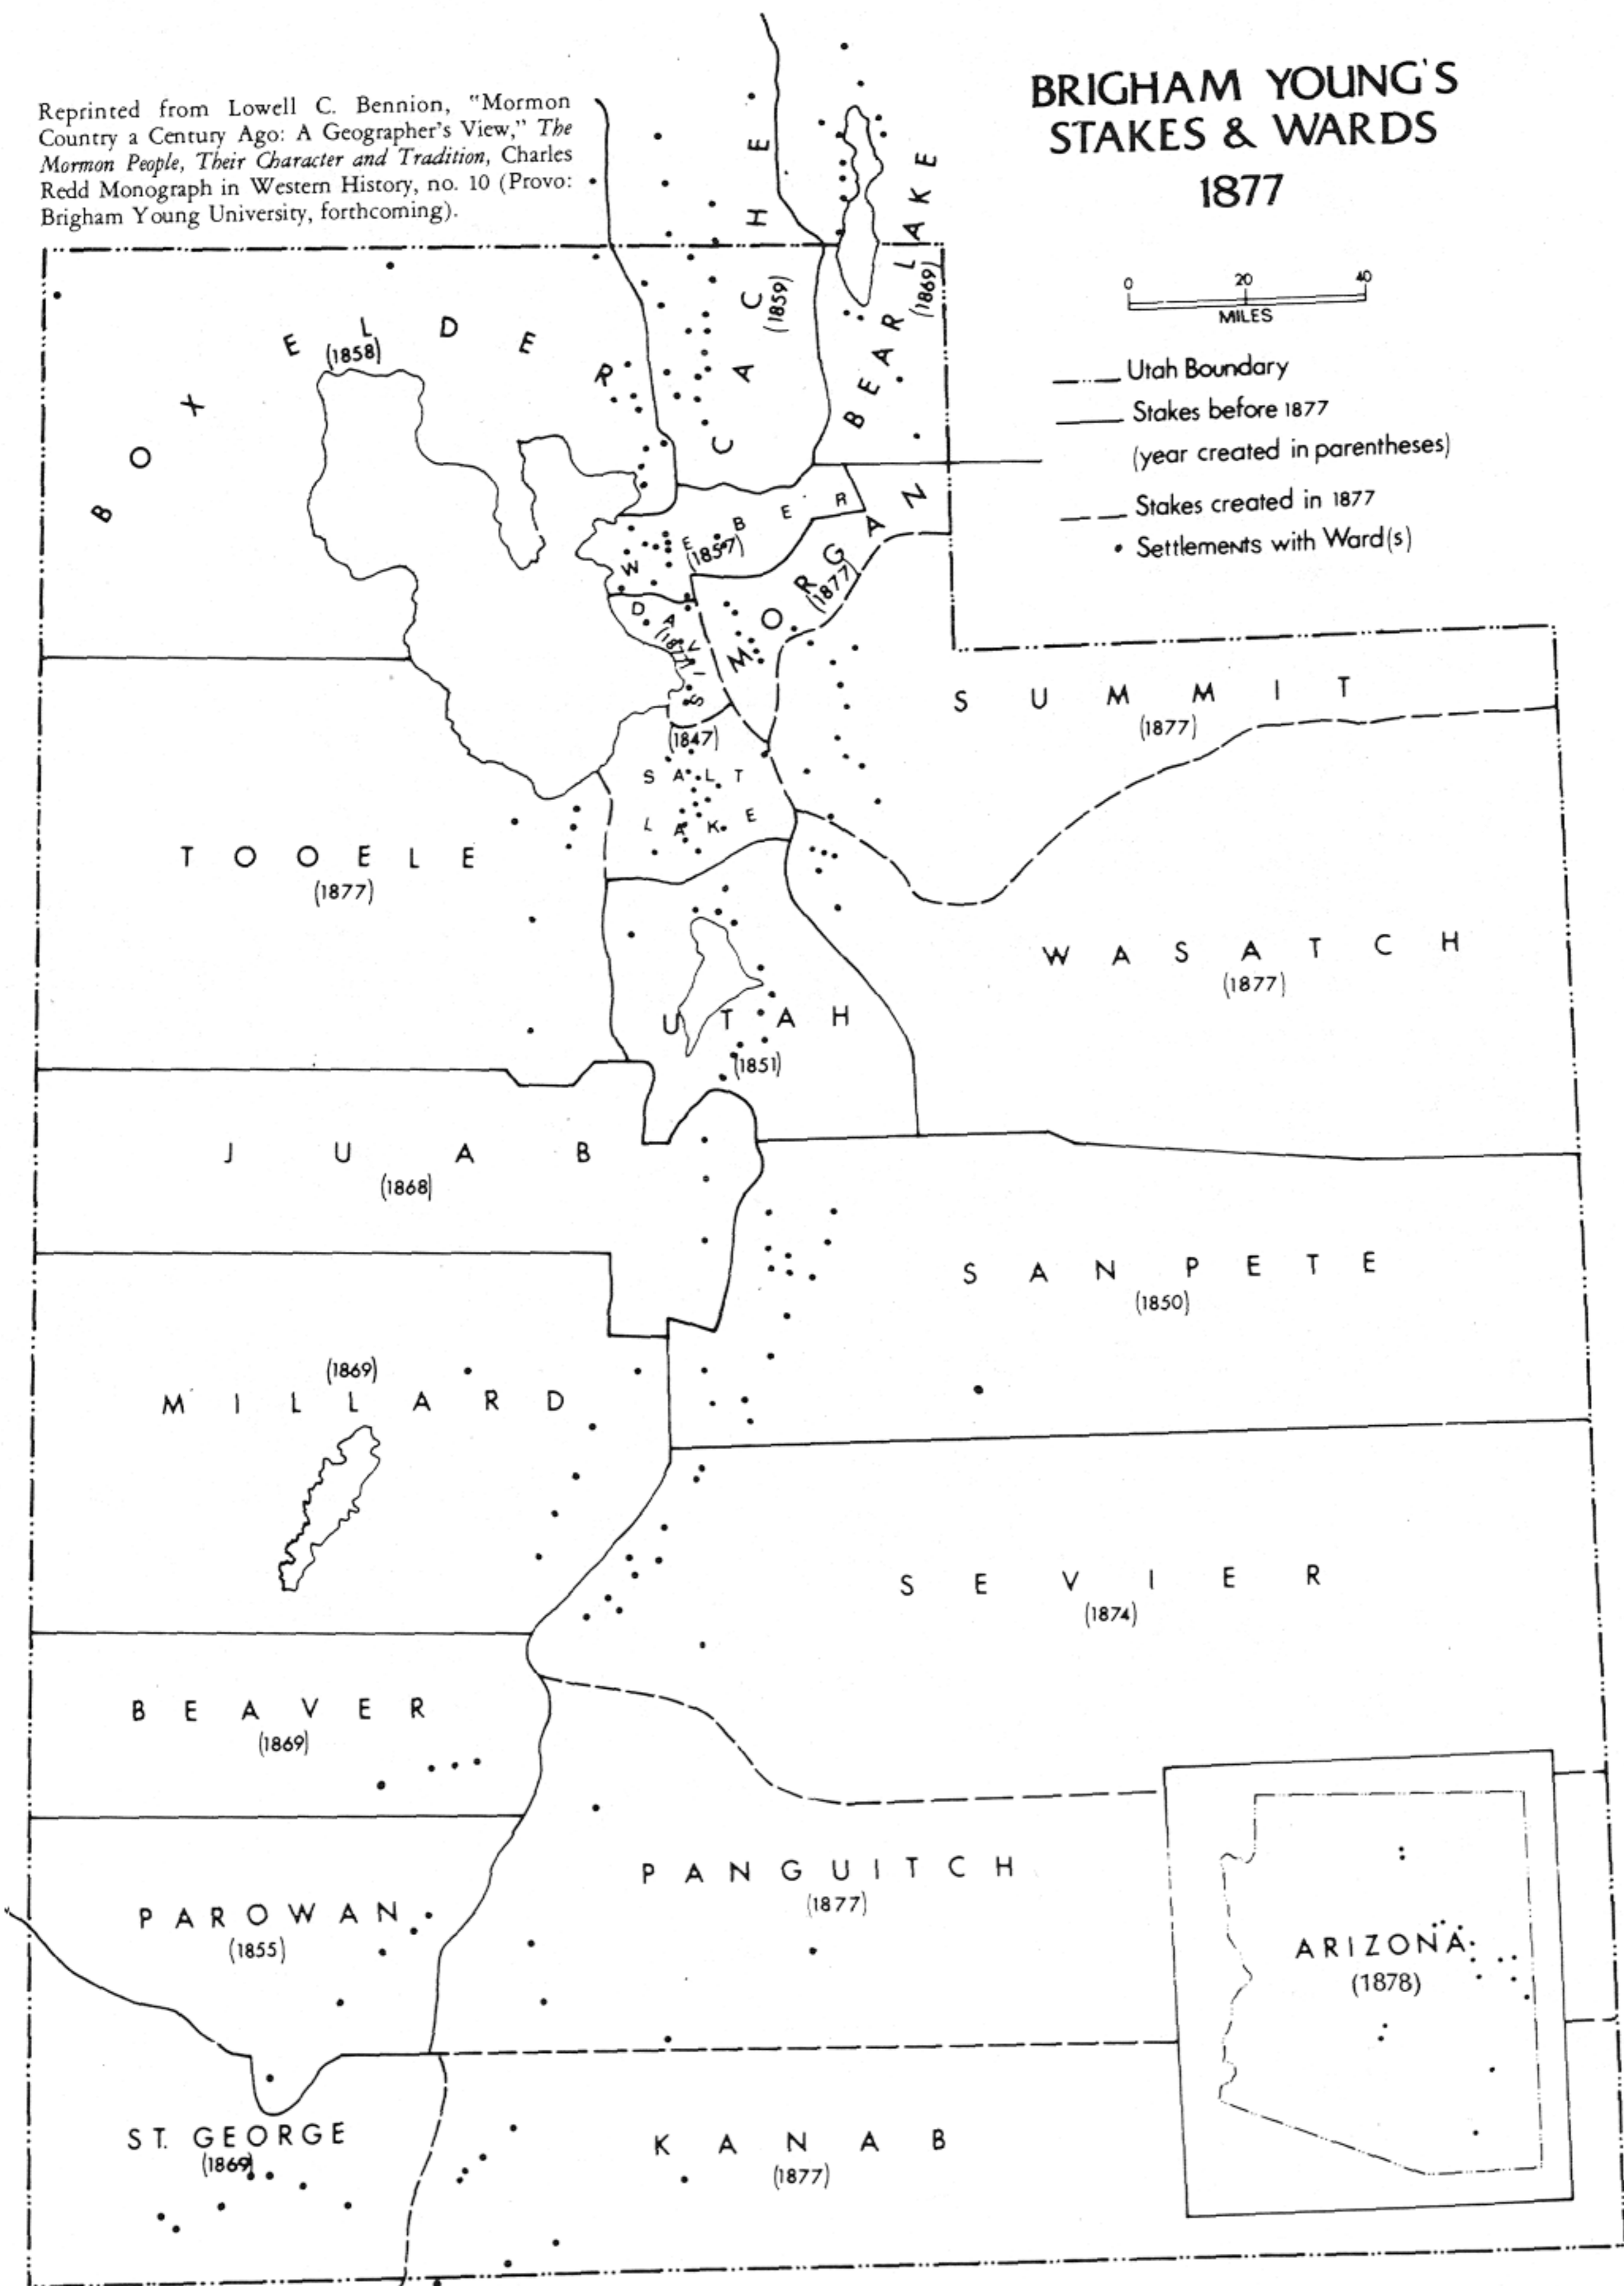 Reprinted from Lowell C. Bennion, "Mormon
Country a Century Ago: A Geographer's View," The
Mormon People, Their Character and Tradition, Charles
Redd Monograph in Western History, no. 10 (Provo:
Brigham Young University, forthcoming).
BRIGHAM YOUNG'S
STAKES & WARDS
1877
0 20 40
MILES
Utah Boundary
Stakes before 1877
(year created in parentheses)
Stakes created in 1877
Settlements with Ward(s)
BOX ELDER
(1858)
CACHE
(1859)
BEAR LAKE
(1869)
WEBER
(1857)
MORGAN
(1877)
DAVIS
(1877)
SUMMIT
(1877)
(1847)
SALT
LAKE
TOOELE
(1877)
WASATCH
(1877)
UTAH
(1851)
JUAB
(1868)
SAN PETE
(1850)
(1869)
MILLARD
SEVIER
(1874)
BEAVER
(1869)
PANGUITCH
(1877)
PAROWAN
(1855)
ARIZONA
(1878)
ST. GEORGE
(1869)
KANAB
(1877)